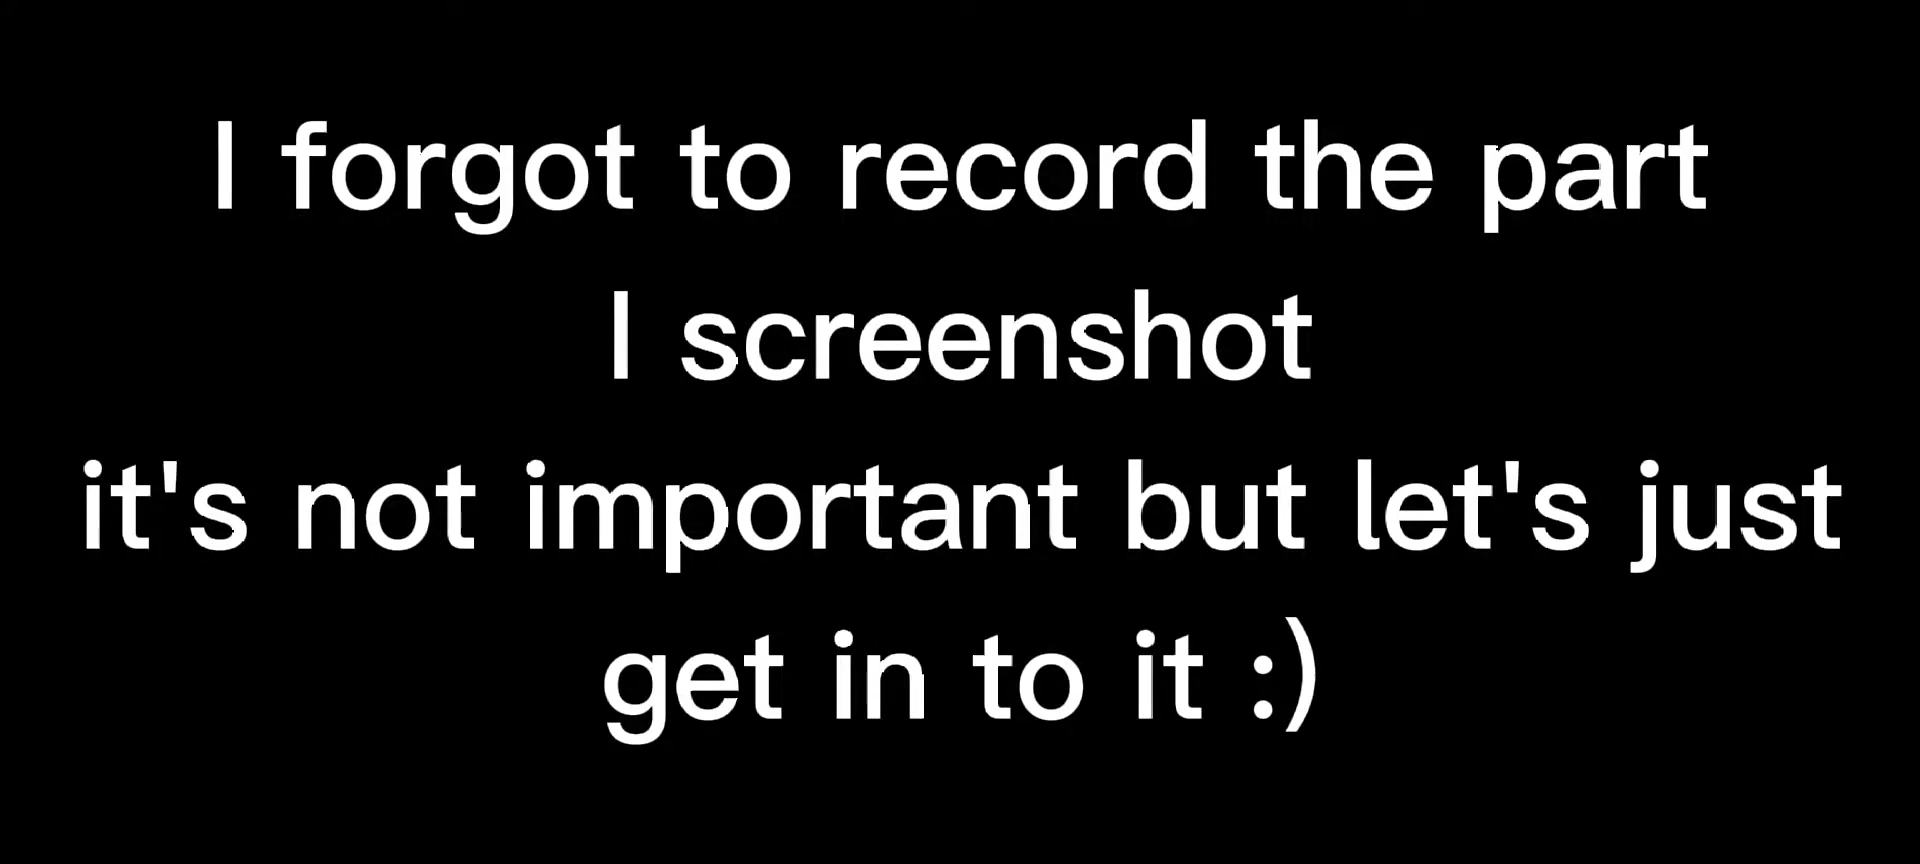 I forgot to record the part
I screenshot
it's not important but let's just
get in to it :)